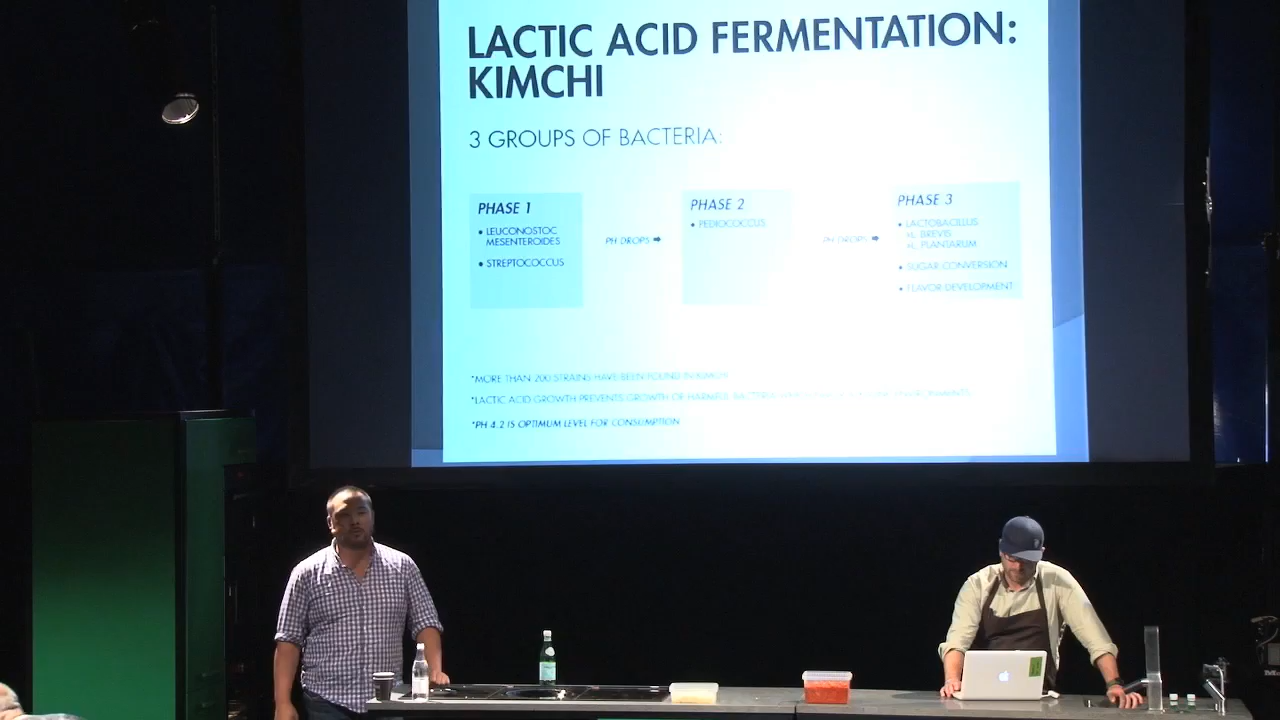 LACTIC ACID FERMENTATION:
KIMCHI
3 GROUPS OF BACTERIA:
PHASE 1
• LEUCONOSTOC
MESENTEROIDES
• STREPTOCOCCUS
PH DROPS ➡
PHASE 2
• PEDIOCOCCUS
PH DROPS ➡
PHASE 3
• LACTOBACILLUS
»L. BREVIS
»L. PLANTARUM
• SUGAR CONVERSION
• FLAVOR DEVELOPMENT
*MORE THAN 200 STRAINS HAVE BEEN FOUND IN KIMCHI
*LACTIC ACID GROWTH PREVENTS GROWTH OF HARMFUL BACTERIA
*PH 4.2 IS OPTIMUM LEVEL FOR CONSUMPTION